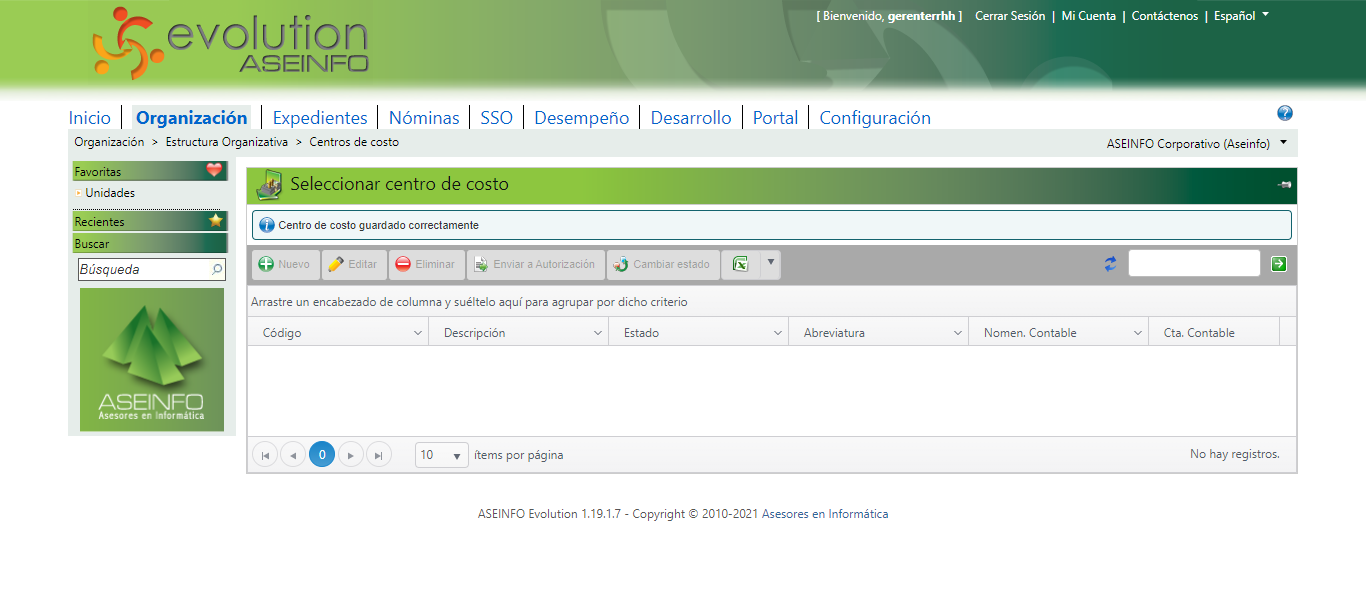 evolution
ASEINFO
[ Bienvenido, gerenterrhh ] Cerrar Sesión | Mi Cuenta | Contáctenos | Español
Inicio Organización Expedientes Nóminas SSO Desempeño Desarrollo Portal Configuración
Organización > Estructura Organizativa > Centros de costo
ASEINFO Corporativo (Aseinfo)
Favoritas
Unidades
Recientes
Buscar
Búsqueda
ASEINFO
Asesores en Informática
Seleccionar centro de costo
Centro de costo guardado correctamente
Nuevo Editar Eliminar Enviar a Autorización Cambiar estado
Arrastre un encabezado de columna y suéltelo aquí para agrupar por dicho criterio
Código Descripción Estado Abreviatura Nomen. Contable Cta. Contable
0 10 ítems por página
No hay registros.
ASEINFO Evolution 1.19.1.7 - Copyright © 2010-2021 Asesores en Informática